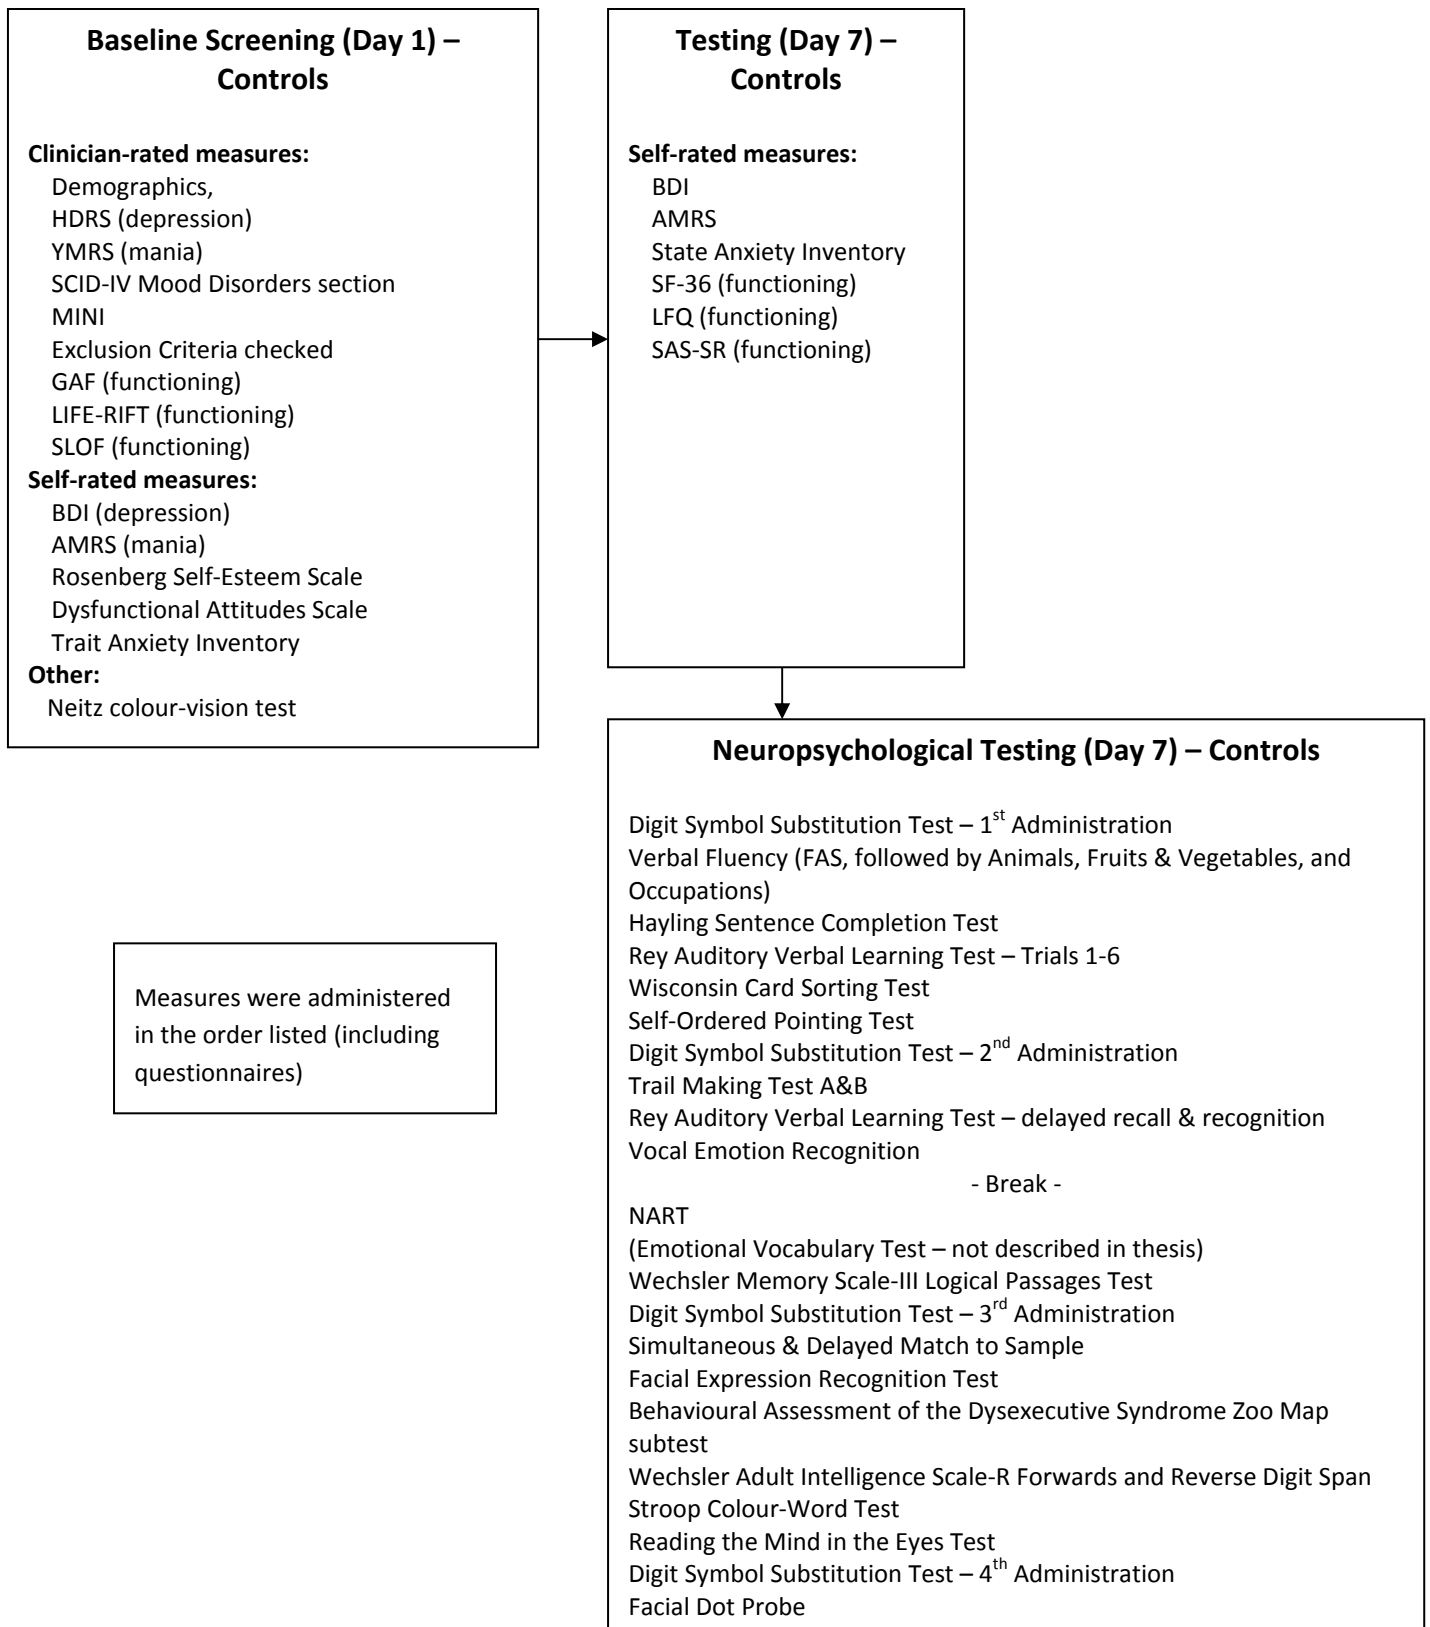 Baseline Screening (Day 1) –
Controls
Clinician-rated measures:
Demographics,
HDRS (depression)
YMRS (mania)
SCID-IV Mood Disorders section
MINI
Exclusion Criteria checked
GAF (functioning)
LIFE-RIFT (functioning)
SLOF (functioning)
Self-rated measures:
BDI (depression)
AMRS (mania)
Rosenberg Self-Esteem Scale
Dysfunctional Attitudes Scale
Trait Anxiety Inventory
Other:
Neitz colour-vision test
Testing (Day 7) –
Controls
Self-rated measures:
BDI
AMRS
State Anxiety Inventory
SF-36 (functioning)
LFQ (functioning)
SAS-SR (functioning)
Neuropsychological Testing (Day 7) – Controls
Digit Symbol Substitution Test – 1st Administration
Verbal Fluency (FAS, followed by Animals, Fruits & Vegetables, and
Occupations)
Hayling Sentence Completion Test
Rey Auditory Verbal Learning Test – Trials 1-6
Wisconsin Card Sorting Test
Self-Ordered Pointing Test
Digit Symbol Substitution Test – 2nd Administration
Trail Making Test A&B
Rey Auditory Verbal Learning Test – delayed recall & recognition
Vocal Emotion Recognition
- Break -
NART
(Emotional Vocabulary Test – not described in thesis)
Wechsler Memory Scale-III Logical Passages Test
Digit Symbol Substitution Test – 3rd Administration
Simultaneous & Delayed Match to Sample
Facial Expression Recognition Test
Behavioural Assessment of the Dysexecutive Syndrome Zoo Map
subtest
Wechsler Adult Intelligence Scale-R Forwards and Reverse Digit Span
Stroop Colour-Word Test
Reading the Mind in the Eyes Test
Digit Symbol Substitution Test – 4th Administration
Facial Dot Probe
Measures were administered
in the order listed (including
questionnaires)